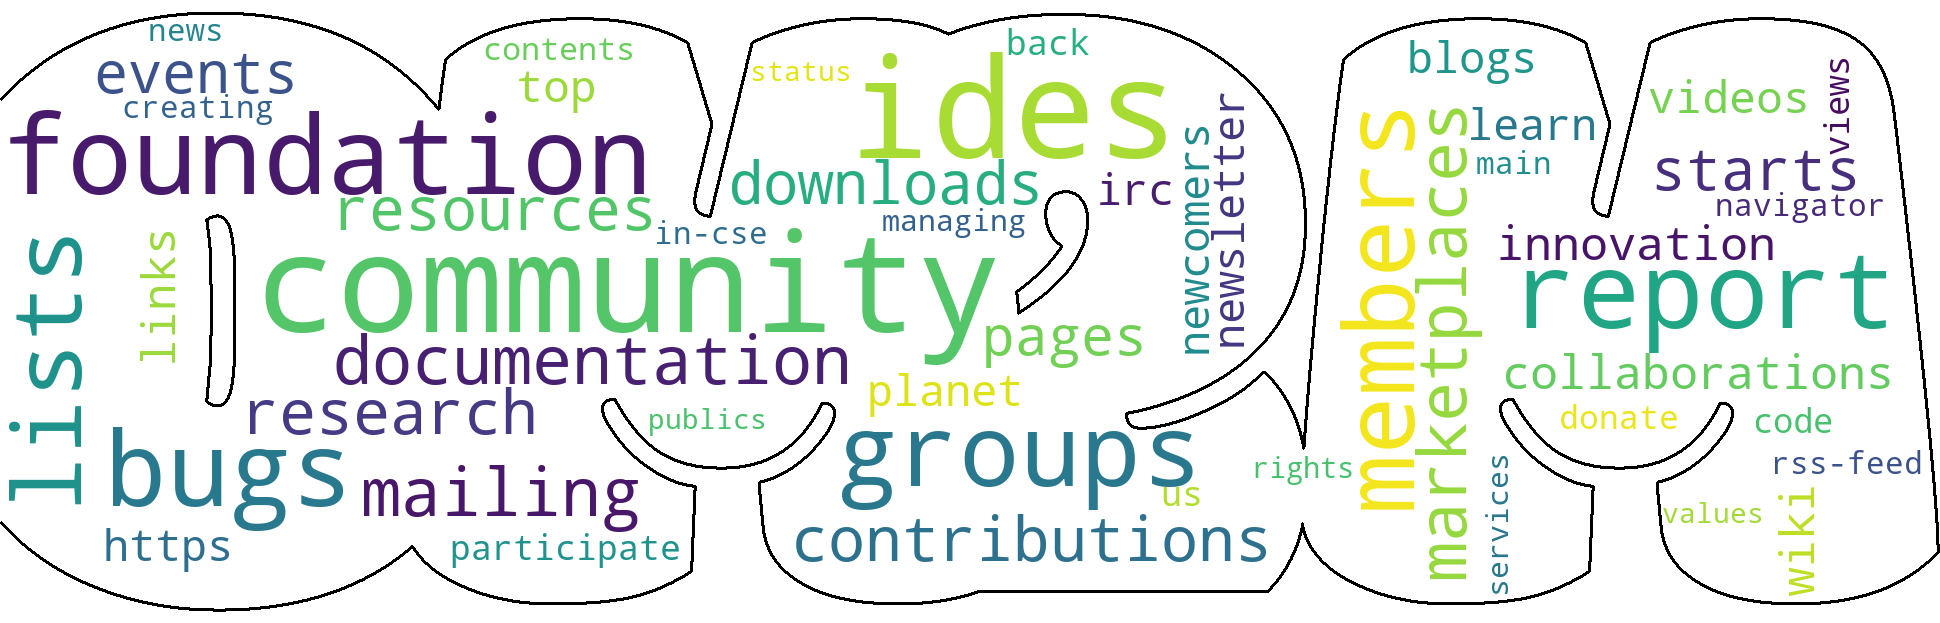 news
events
creating
foundation
contents
top
status
ides
back
blogs
videos
views
learn
main
starts
navigator
resources
downloads
irc
in-cse
managing
newcomers
newsletter
members
marketplaces
innovation
report
lists
links
community
pages
documentation
collaborations
research
publics
planet
donate
code
bugs
mailing
groups
us
rights
rss-feed
https
participate
contributions
services
values
wiki